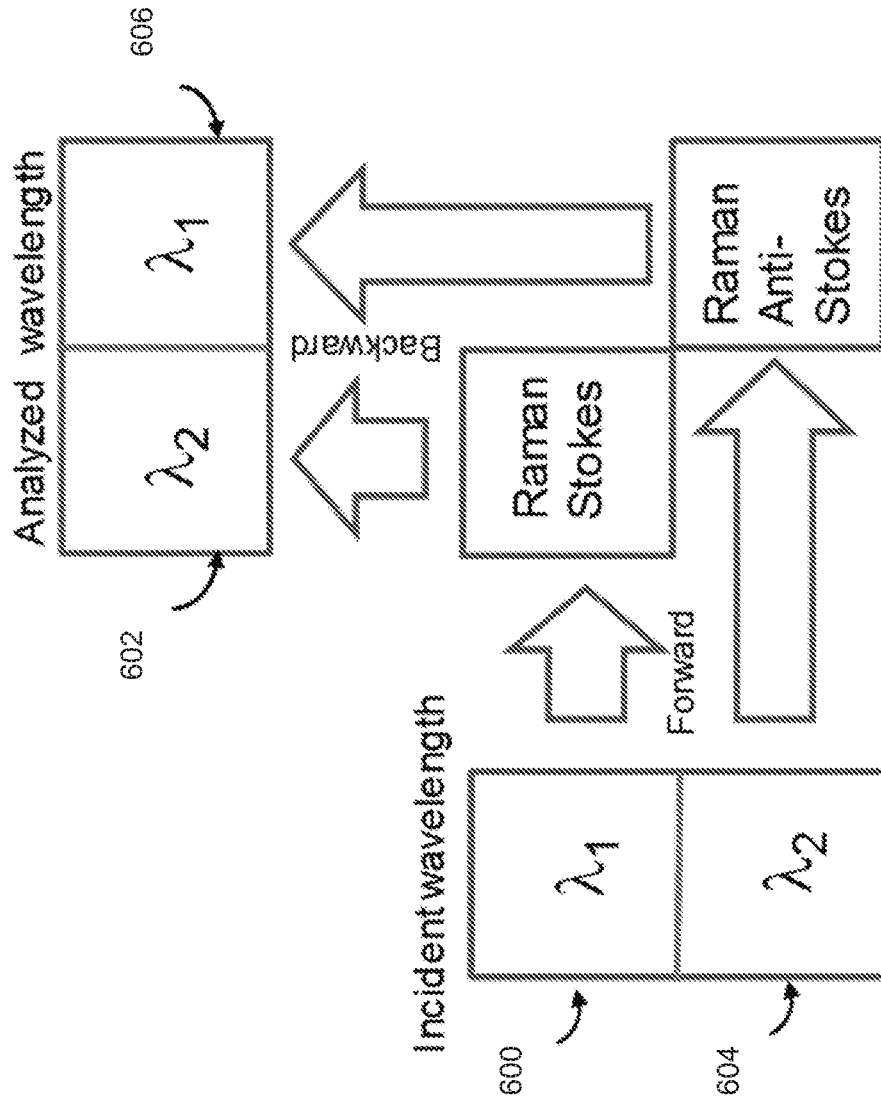 Analyzed wavelength
606
λ2
λ1
602
Backward
Raman
Stokes
Raman
Anti-
Stokes
Forward
Incident wavelength
λ1
λ2
600
604